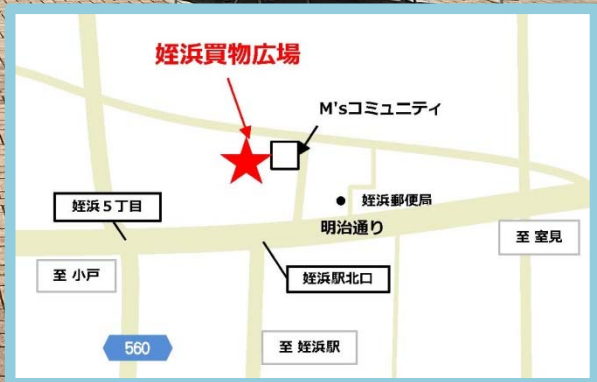 姪浜買物広場
M'sコミュニティ
姪浜5丁目
姪浜郵便局
明治通り
至 室見
至 小戸
姪浜駅北口
560
至 姪浜駅